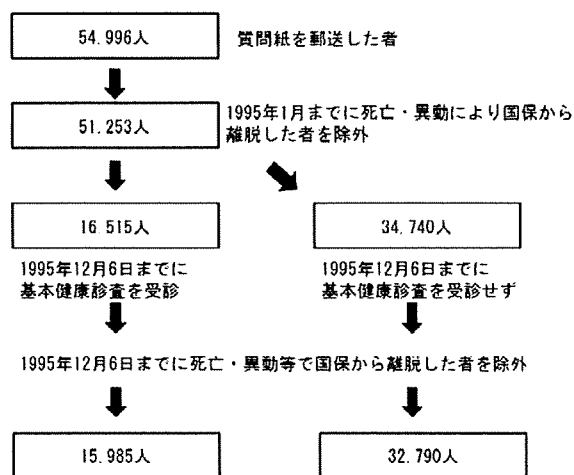 54.996人
質問紙を郵送した者
51.253人
1995年1月までに死亡・異動により国保から
離脱した者を除外
16.515人
34.740人
1995年12月6日までに
基本健康診査を受診
1995年12月6日までに
基本健康診査を受診せず
1995年12月6日までに死亡・異動等で国保から離脱した者を除外
15.985人
32.790人